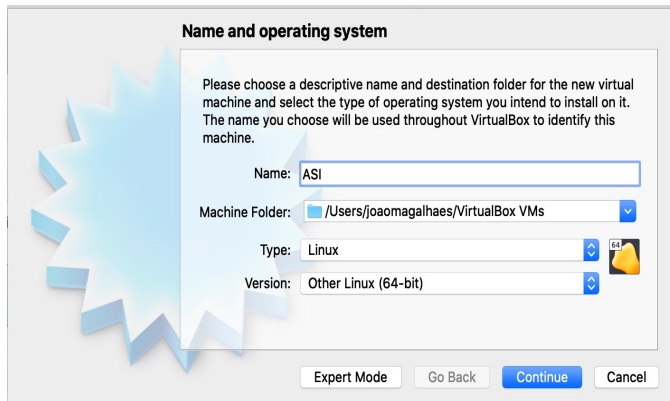 Name and operating system
Please choose a descriptive name and destination folder for the new virtual
machine and select the type of operating system you intend to install on it.
The name you choose will be used throughout VirtualBox to identify this
machine.
Name: ASI
Machine Folder: /Users/joaomagalhaes/VirtualBox VMs
Type: Linux
64
Version: Other Linux (64-bit)
Expert Mode Go Back Continue Cancel